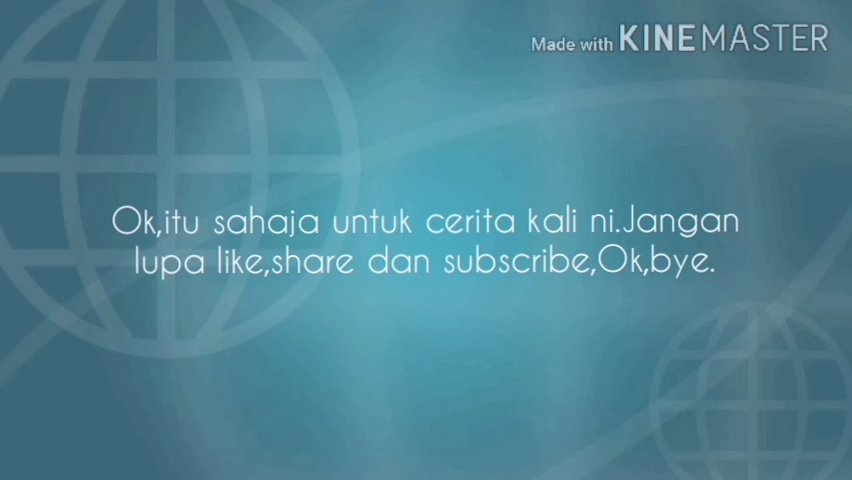 Made with KINEMASTER
Ok,itu sahaja untuk cerita kali ni.Jangan
lupa like,share dan subscribe,Ok,bye.